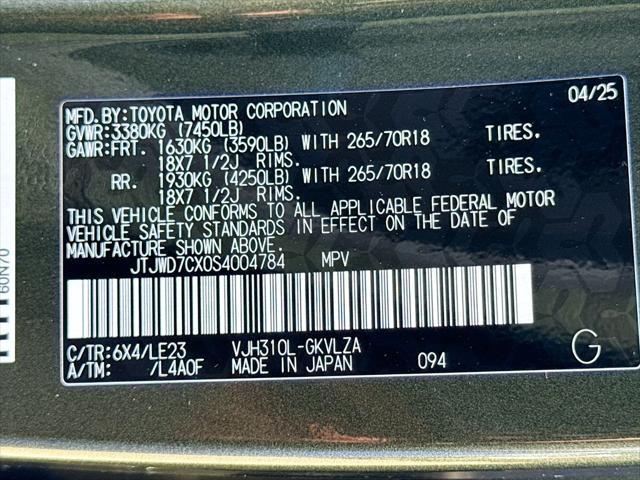 04/25
MFD.BY:TOYOTA MOTOR CORPORATION
GVWR:3380KG (7450LB)
GAWR:FRT. 1630KG (3590LB) WITH 265/70R18 TIRES.
18X7 1/2J RIMS.
RR. 1930KG (4250LB) WITH 265/70R18 TIRES.
18X7 1/2J RIMS.
THIS VEHICLE CONFORMS TO ALL APPLICABLE FEDERAL MOTOR
VEHICLE SAFETY STANDARDS IN EFFECT ON THE DATE OF
MANUFACTURE SHOWN ABOVE.
JTJWD7CX0S4004784 MPV
C/TR:6X4/LE23 VJH310L-GKVLZA
A/TM: /L4A0F MADE IN JAPAN 094 G
60N70